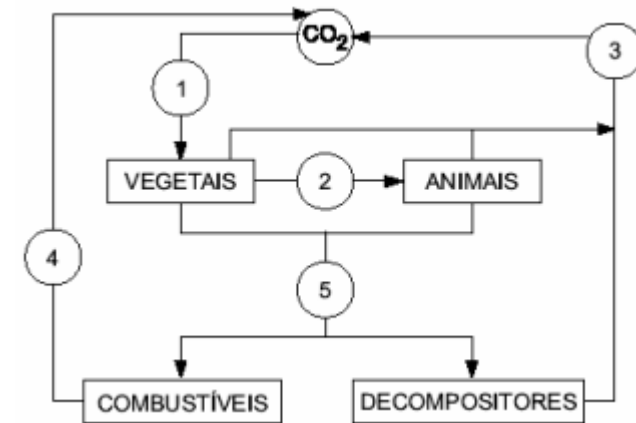 CO₂
3
1
VEGETAIS
2
ANIMAIS
4
5
COMBUSTÍVEIS
DECOMPOSITORES